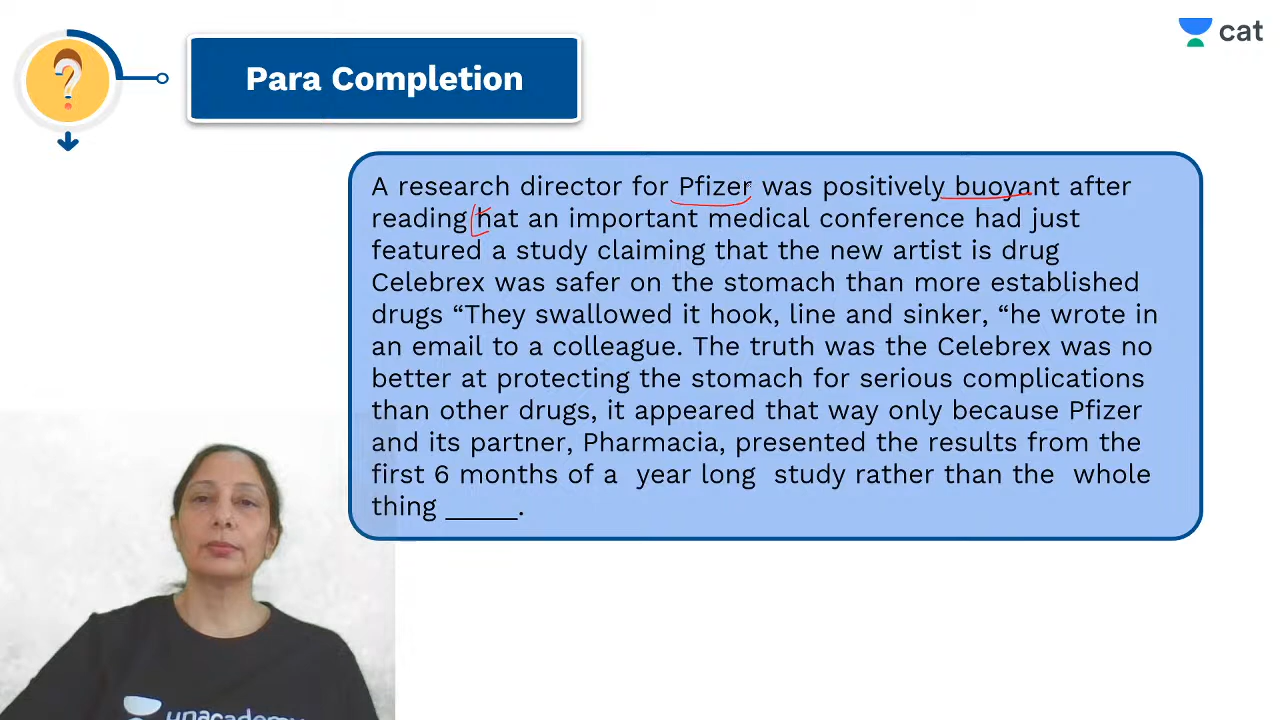 cat
Para Completion
A research director for Pfizer was positively buoyant after
reading hat an important medical conference had just
featured a study claiming that the new artist is drug
Celebrex was safer on the stomach than more established
drugs “They swallowed it hook, line and sinker, “he wrote in
an email to a colleague. The truth was the Celebrex was no
better at protecting the stomach for serious complications
than other drugs, it appeared that way only because Pfizer
and its partner, Pharmacia, presented the results from the
first 6 months of a year long study rather than the whole
thing _____.